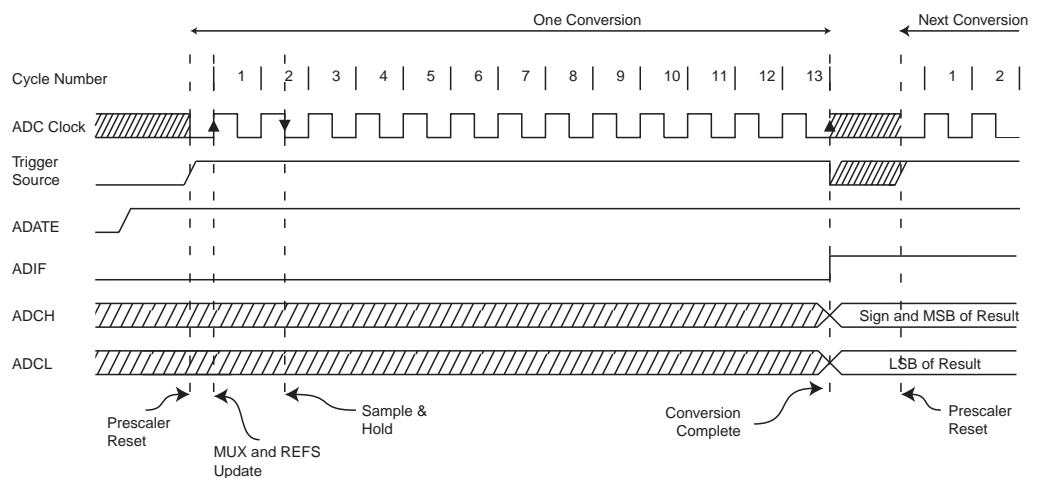 One Conversion
Next Conversion
Cycle Number
1 2 3 4 5 6 7 8 9 10 11 12 13 1 2
ADC Clock
Trigger
Source
ADATE
ADIF
ADCH
Sign and MSB of Result
ADCL
LSB of Result
Prescaler
Reset
MUX and REFS
Update
Sample &
Hold
Conversion
Complete
Prescaler
Reset